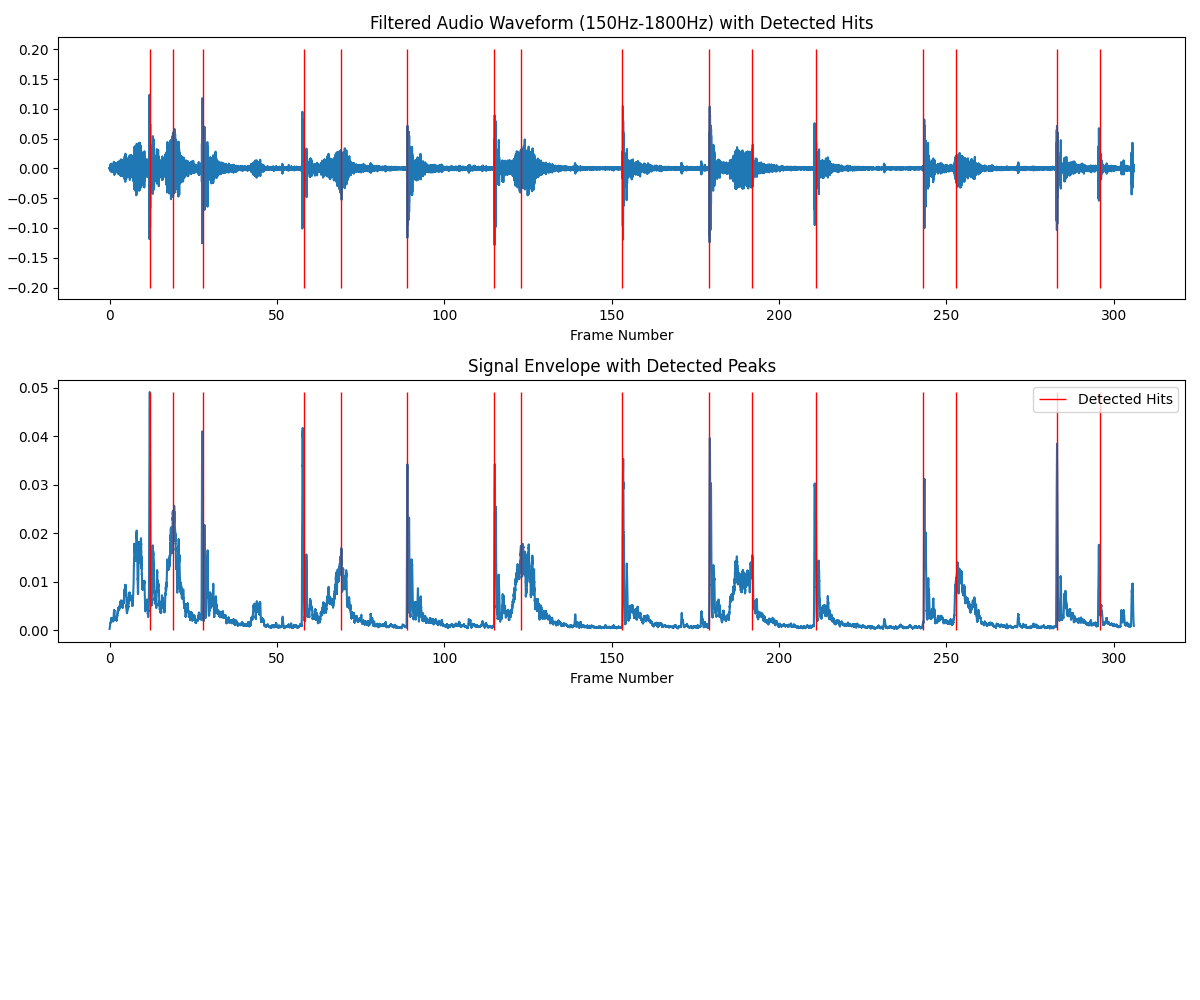 Filtered Audio Waveform (150Hz-1800Hz) with Detected Hits
0.20
0.15
0.10
0.05
0.00
−0.05
−0.10
−0.15
−0.20
0 50 100 150 200 250 300
Frame Number
Signal Envelope with Detected Peaks
0.05
Detected Hits
0.04
0.03
0.02
0.01
0.00
0 50 100 150 200 250 300
Frame Number